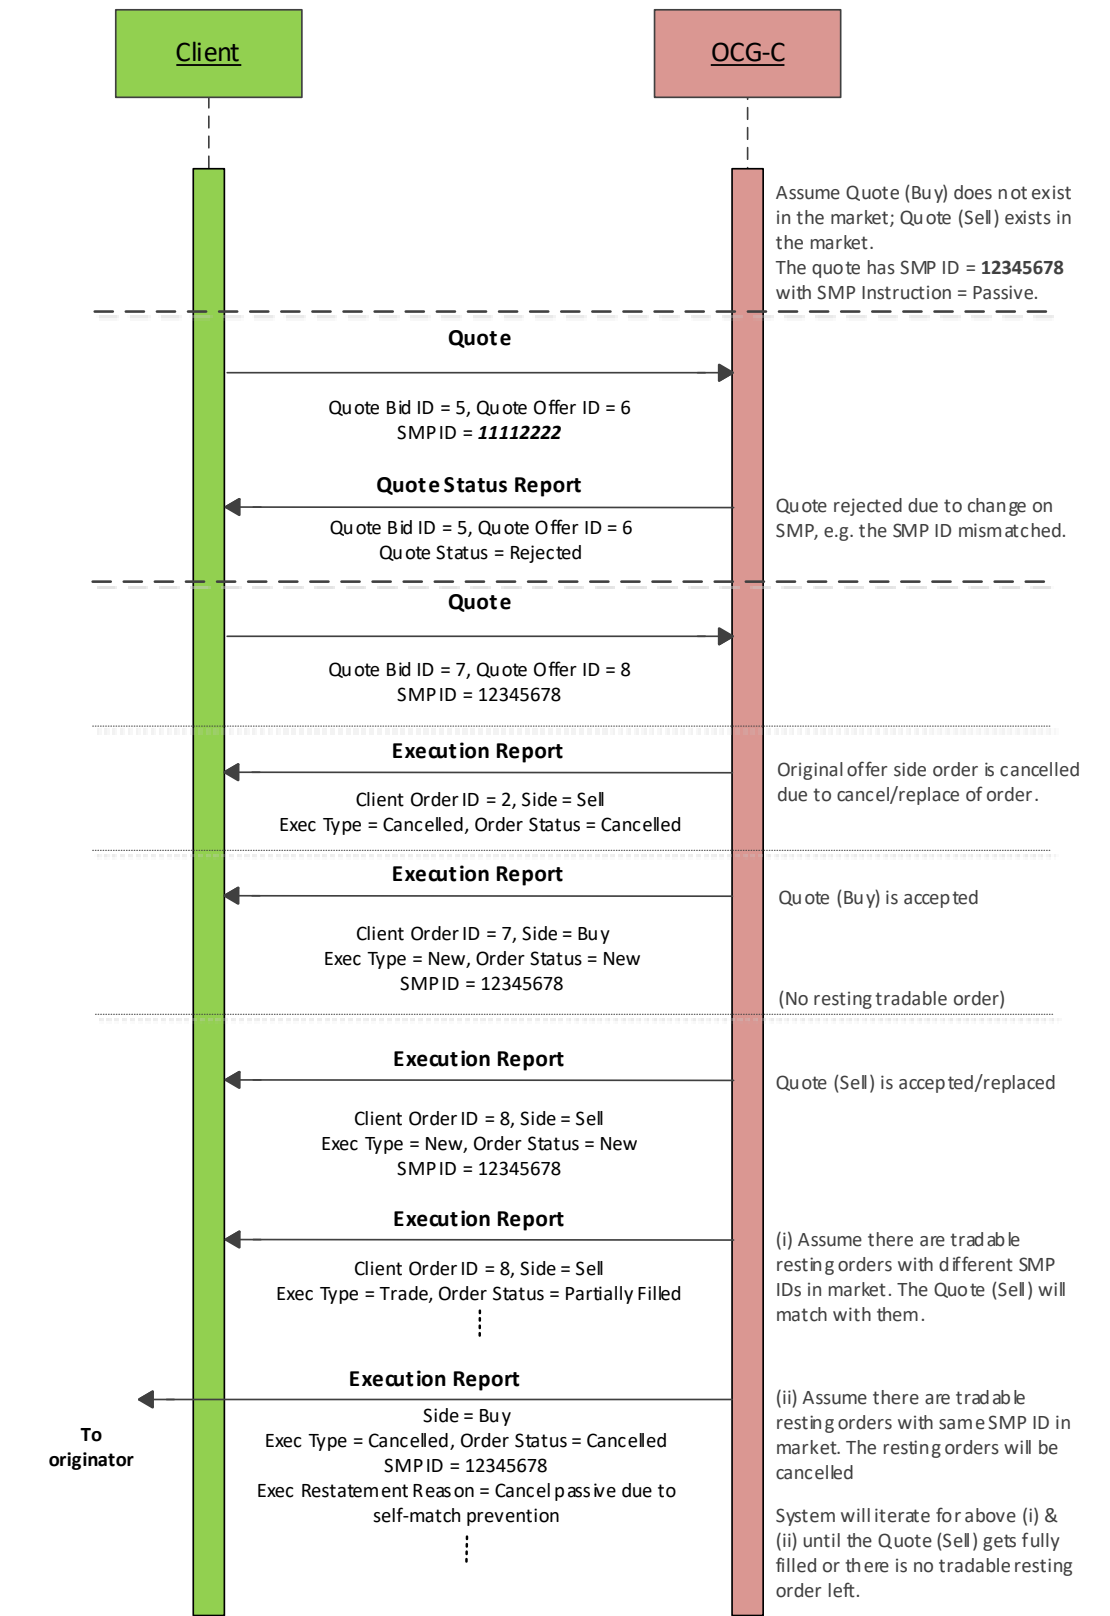 Client
OCG-C
Assume Quote (Buy) does not exist
in the market; Quote (Sell) exists in
the market.
The quote has SMP ID = 12345678
with SMP Instruction = Passive.
Quote
Quote Bid ID = 5, Quote Offer ID = 6
SMP ID = 11112222
Quote Status Report
Quote Bid ID = 5, Quote Offer ID = 6
Quote Status = Rejected
Quote rejected due to change on
SMP, e.g. the SMP ID mismatched.
Quote
Quote Bid ID = 7, Quote Offer ID = 8
SMP ID = 12345678
Execution Report
Client Order ID = 2, Side = Sell
Exec Type = Cancelled, Order Status = Cancelled
Original offer side order is cancelled
due to cancel/replace of order.
Execution Report
Client Order ID = 7, Side = Buy
Exec Type = New, Order Status = New
SMP ID = 12345678
Quote (Buy) is accepted
(No resting tradable order)
Execution Report
Client Order ID = 8, Side = Sell
Exec Type = New, Order Status = New
SMP ID = 12345678
Quote (Sell) is accepted/replaced
Execution Report
Client Order ID = 8, Side = Sell
Exec Type = Trade, Order Status = Partially Filled
(i) Assume there are tradable
resting orders with different SMP
IDs in market. The Quote (Sell) will
match with them.
Execution Report
To
originator
Side = Buy
Exec Type = Cancelled, Order Status = Cancelled
SMP ID = 12345678
Exec Restatement Reason = Cancel passive due to
self-match prevention
(ii) Assume there are tradable
resting orders with same SMP ID in
market. The resting orders will be
cancelled
System will iterate for above (i) &
(ii) until the Quote (Sell) gets fully
filled or there is no tradable resting
order left.